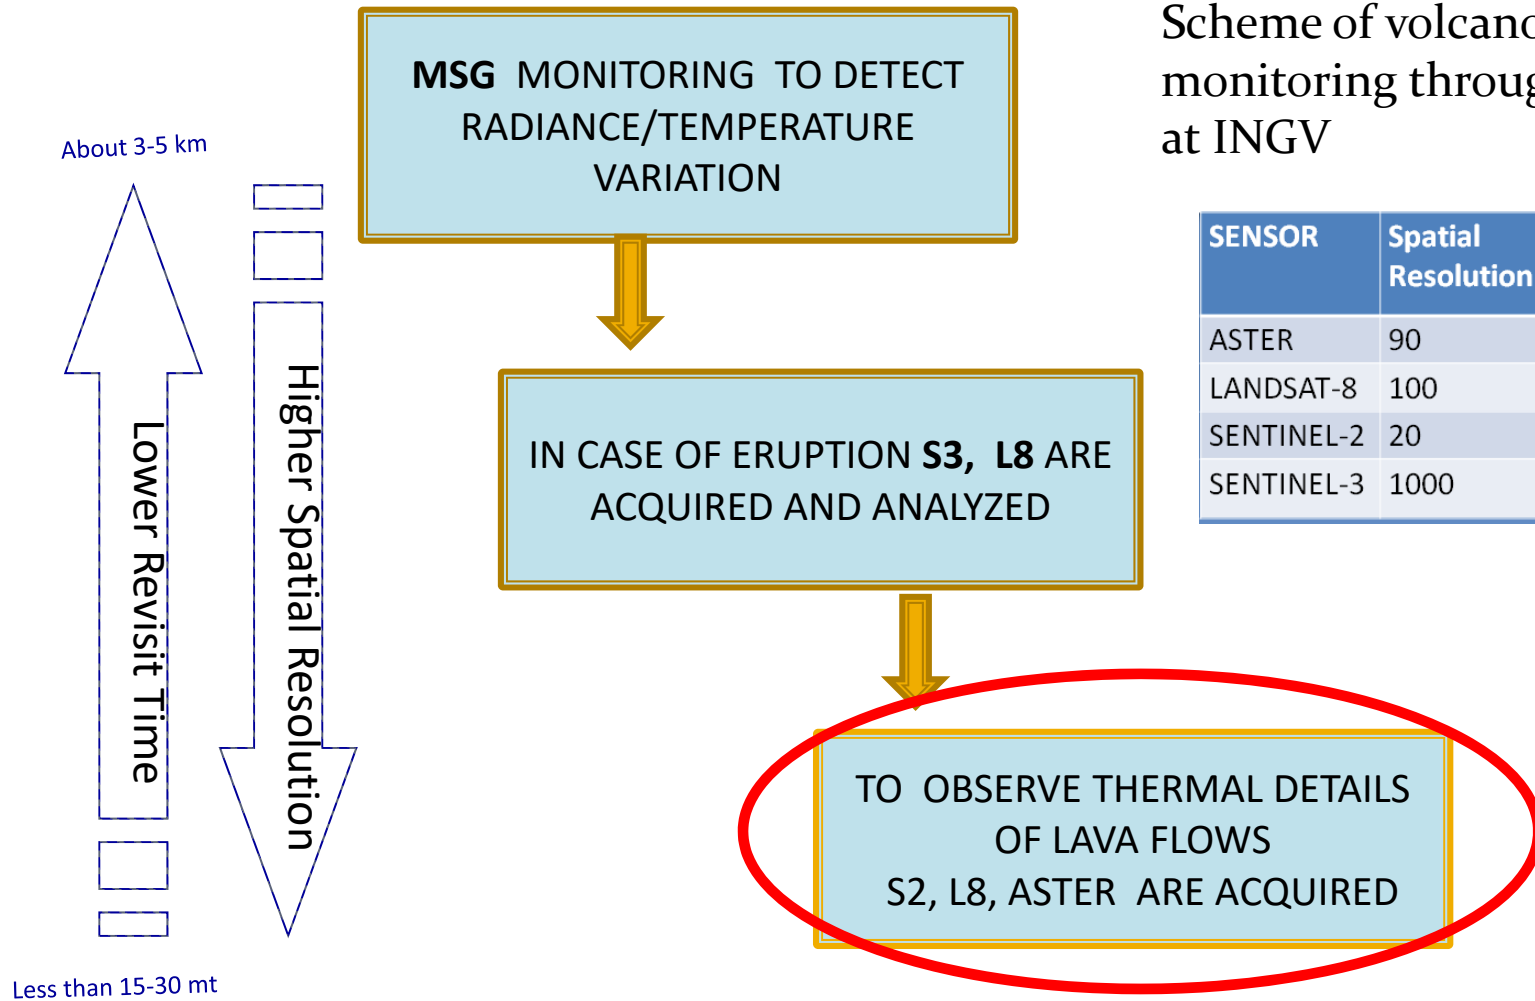 Scheme of volcano
monitoring throug
at INGV
MSG MONITORING TO DETECT
RADIANCE/TEMPERATURE
VARIATION
About 3-5 km
Lower Revisit Time
Higher Spatial Resolution
Less than 15-30 mt
SENSOR Spatial Resolution
ASTER 90
LANDSAT-8 100
SENTINEL-2 20
SENTINEL-3 1000
IN CASE OF ERUPTION S3, L8 ARE
ACQUIRED AND ANALYZED
TO OBSERVE THERMAL DETAILS
OF LAVA FLOWS
S2, L8, ASTER ARE ACQUIRED